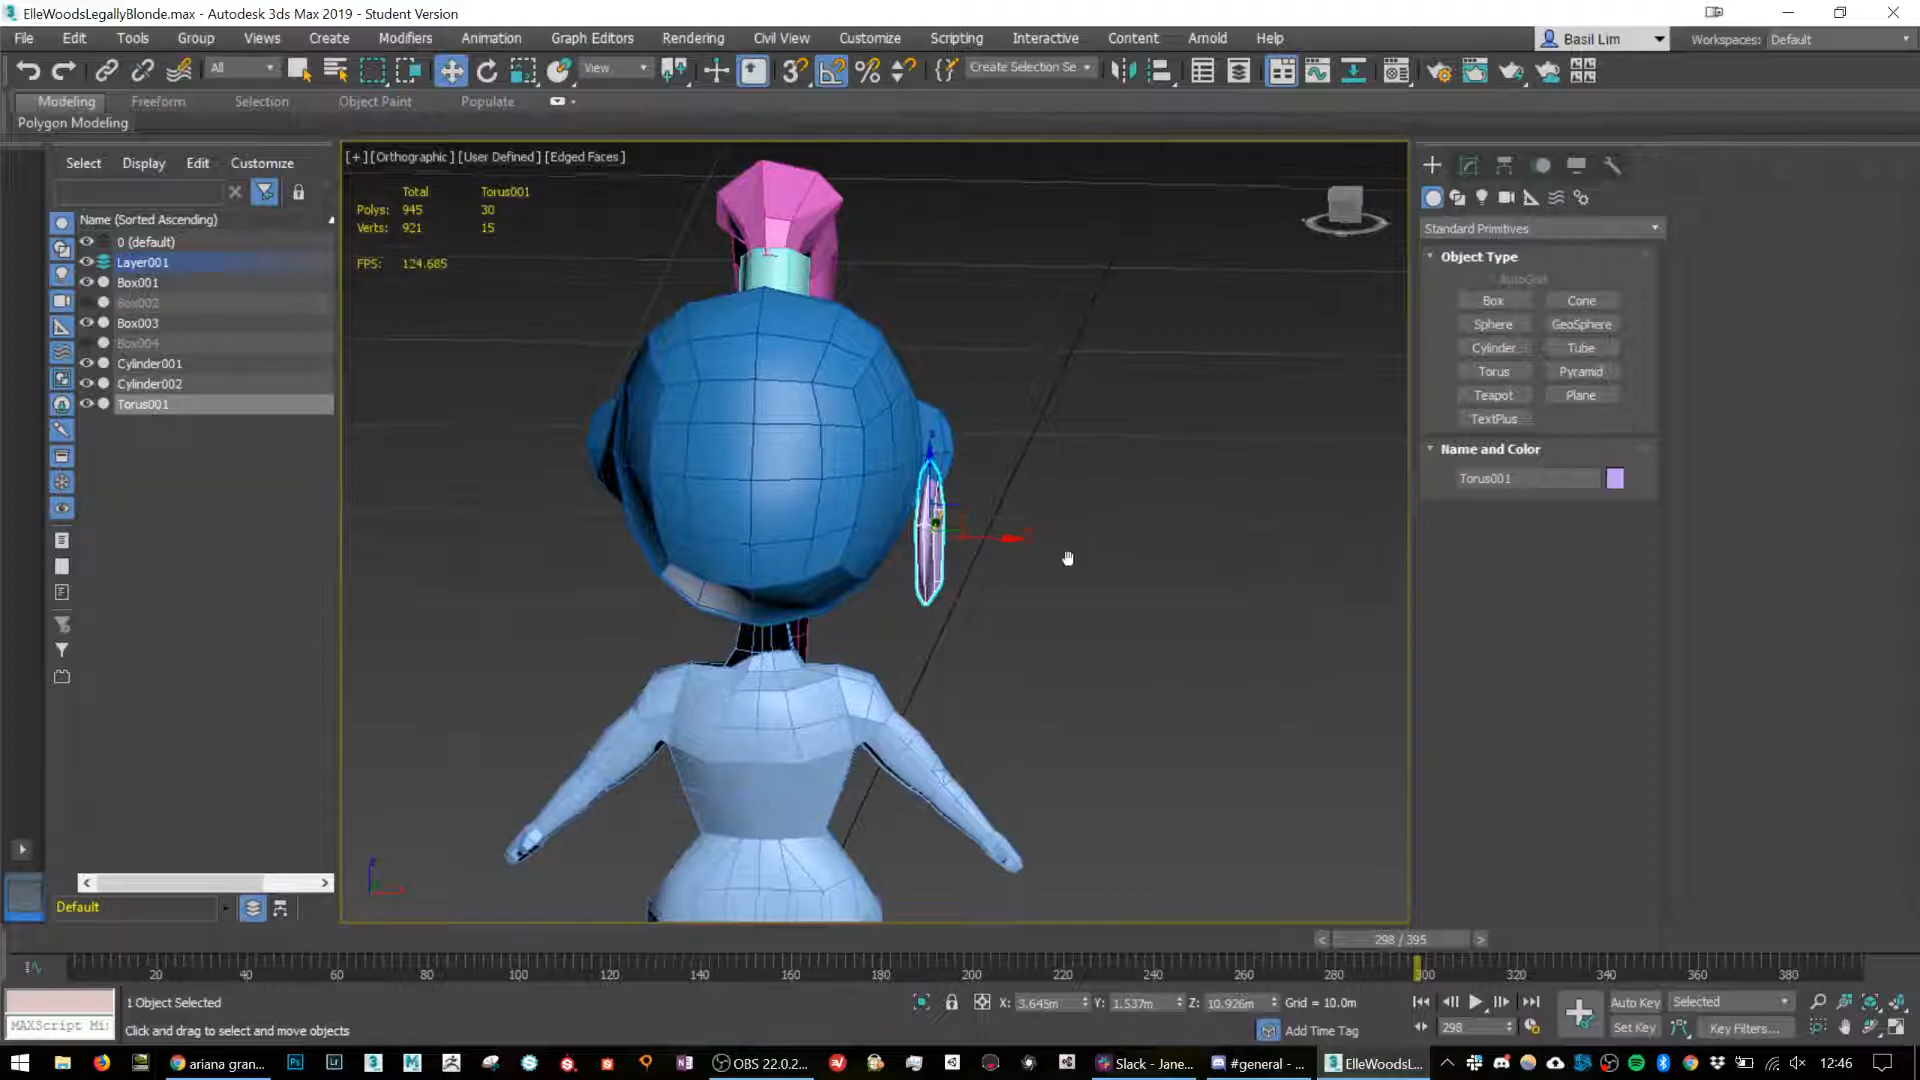 ElleWoodsLegallyBlonde.max - Autodesk 3ds Max 2019 - Student Version
File Edit Tools Group Views Create Modifiers Animation Graph Editors Rendering Civil View Customize Scripting Interactive Content Arnold Help Basil Lim Workspaces: Default
All View Create Selection Se
Modeling Freeform Selection Object Paint Populate
Polygon Modeling
Select Display Edit Customize
[+] [Orthographic] [User Defined] [Edged Faces]
Total Torus001
Polys: 945 30
Verts: 921 15
FPS: 124.685
Name (Sorted Ascending)
0 (default)
Layer001
Box001
Box002
Box003
Box004
Cylinder001
Cylinder002
Torus001
Standard Primitives
Object Type
AutoGrid
Box Cone
Sphere GeoSphere
Cylinder Tube
Torus Pyramid
Teapot Plane
TextPlus
Name and Color
Torus001
Default
298 / 395
20 40 60 80 100 120 140 160 180 200 220 240 260 280 300 320 340 360 380
1 Object Selected X: 3.645m Y: 1.537m Z: 10.926m Grid = 10.0m Auto Key Selected
MAXScript Mi: Click and drag to select and move objects Add Time Tag 298 Set Key Key Filters...
ariana gran... OBS 22.0.2... Slack - Jane... #general - ... ElleWoodsL... 12:46